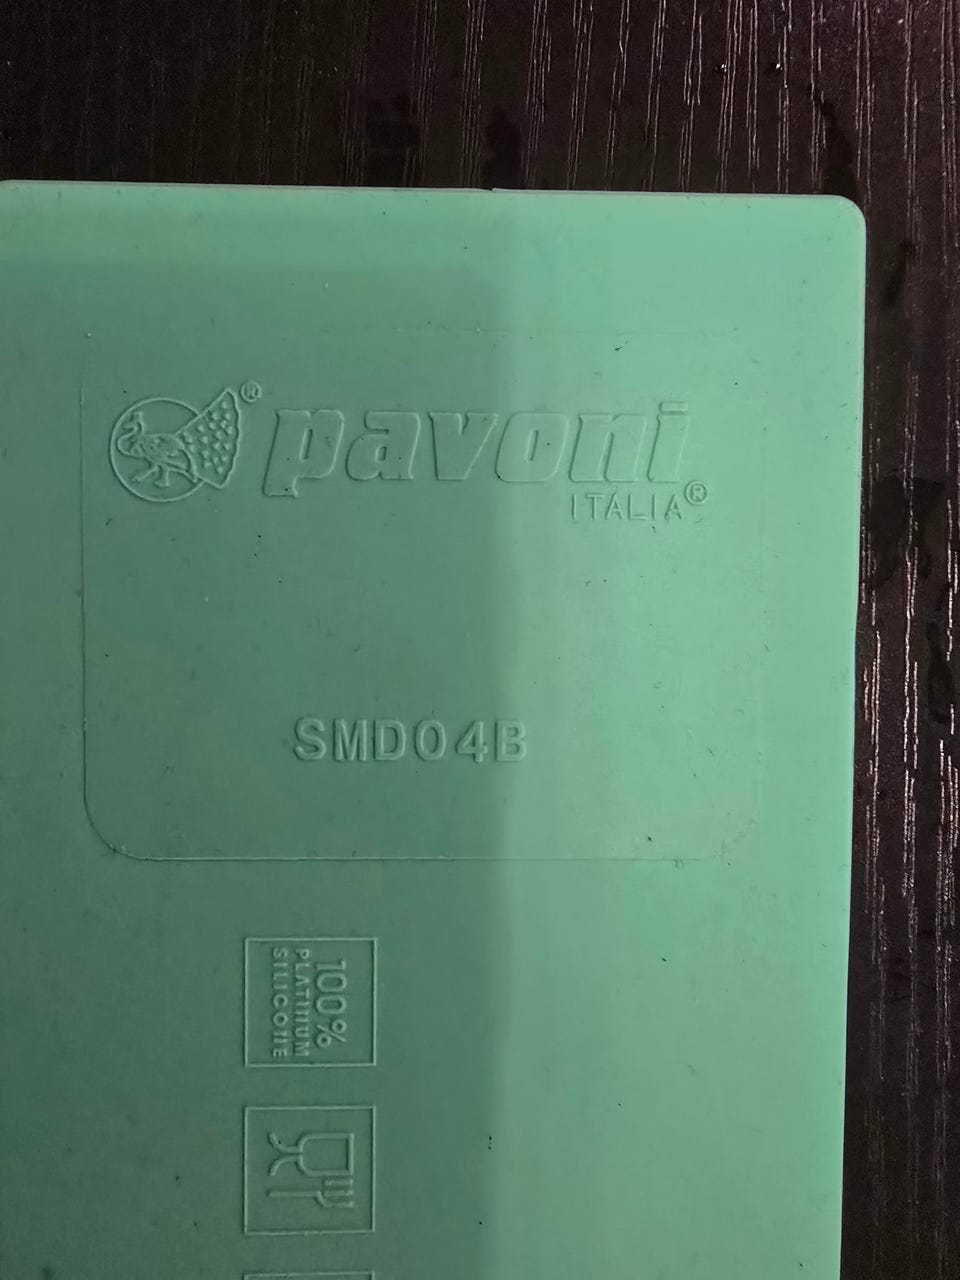 ®
pavoni
ITALIA®
SMD04B
100%
PLATINUM
SILICONE